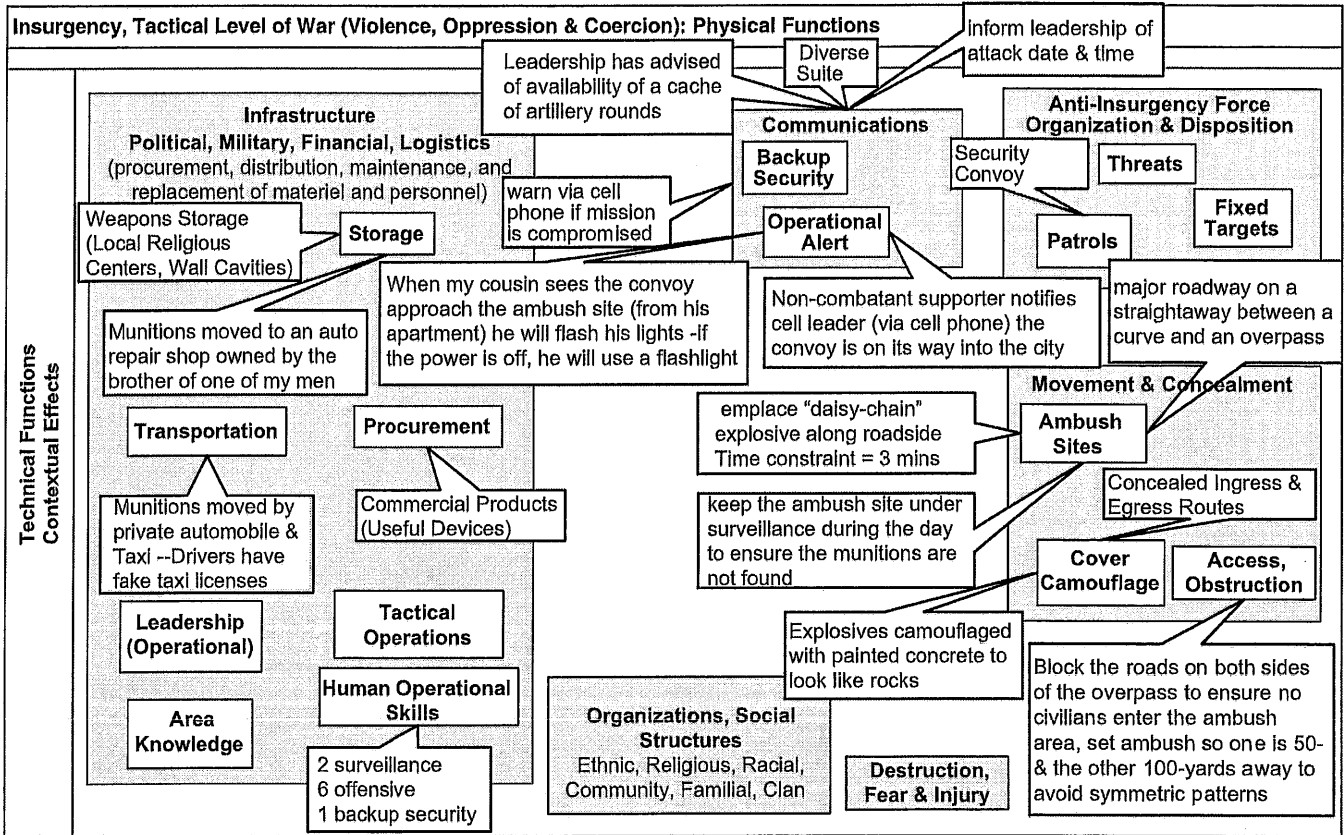 Insurgency, Tactical Level of War (Violence, Oppression & Coercion): Physical Functions
Technical Functions
Contextual Effects
Leadership has advised
of availability of a cache
of artillery rounds
Diverse
Suite
inform leadership of
attack date & time
Infrastructure
Political, Military, Financial, Logistics
(procurement, distribution, maintenance, and
replacement of materiel and personnel)
Weapons Storage
(Local Religious
Centers, Wall Cavities)
Storage
Munitions moved to an auto
repair shop owned by the
brother of one of my men
Transportation
Procurement
Munitions moved by
private automobile &
Taxi --Drivers have
fake taxi licenses
Commercial Products
(Useful Devices)
Leadership
(Operational)
Tactical
Operations
Area
Knowledge
Human Operational
Skills
2 surveillance
6 offensive
1 backup security
Communications
Backup
Security
warn via cell
phone if mission
is compromised
Operational
Alert
When my cousin sees the convoy
approach the ambush site (from his
apartment) he will flash his lights -if
the power is off, he will use a flashlight
Non-combatant supporter notifies
cell leader (via cell phone) the
convoy is on its way into the city
Anti-Insurgency Force
Organization & Disposition
Security
Convoy
Threats
Fixed
Targets
Patrols
major roadway on a
straightaway between a
curve and an overpass
Movement & Concealment
emplace “daisy-chain”
explosive along roadside
Time constraint = 3 mins
Ambush
Sites
keep the ambush site under
surveillance during the day
to ensure the munitions are
not found
Concealed Ingress &
Egress Routes
Cover
Camouflage
Access,
Obstruction
Explosives camouflaged
with painted concrete to
look like rocks
Block the roads on both sides
of the overpass to ensure no
civilians enter the ambush
area, set ambush so one is 50-
& the other 100-yards away to
avoid symmetric patterns
Organizations, Social
Structures
Ethnic, Religious, Racial,
Community, Familial, Clan
Destruction,
Fear & Injury